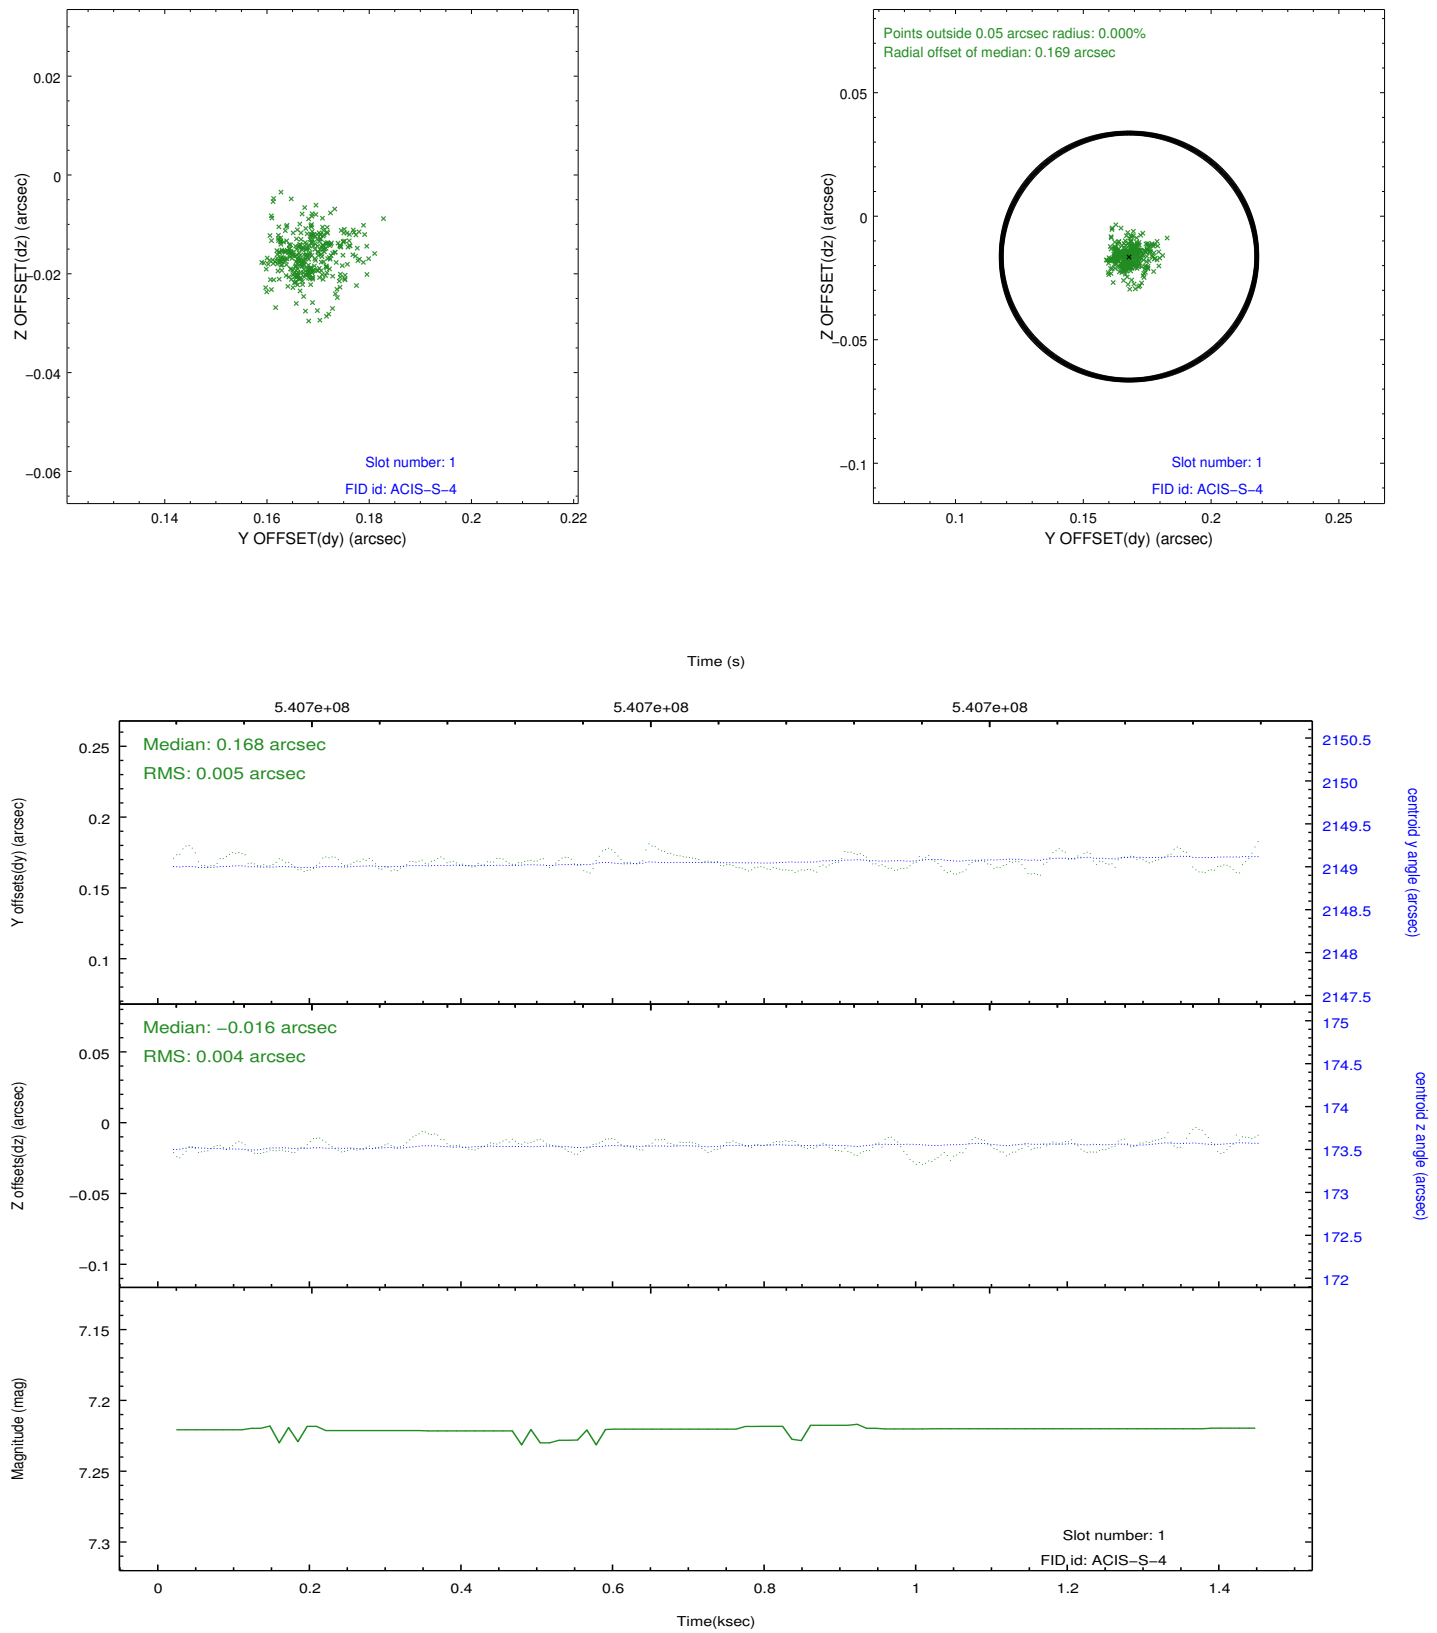 0.02
0
−0.02
−0.04
−0.06
Z OFFSET(dz) (arcsec)
Slot number: 1
FID id: ACIS−S−4
0.14 0.16 0.18 0.2 0.22
Y OFFSET(dy) (arcsec)
Points outside 0.05 arcsec radius: 0.000%
Radial offset of median: 0.169 arcsec
0.05
0
−0.05
−0.1
Z OFFSET(dz) (arcsec)
Slot number: 1
FID id: ACIS−S−4
0.1 0.15 0.2 0.25
Y OFFSET(dy) (arcsec)
Time (s)
5.407e+08 5.407e+08 5.407e+08
Median: 0.168 arcsec
RMS: 0.005 arcsec
0.25
0.2
0.15
0.1
Y offsets(dy) (arcsec)
2150.5
2150
2149.5
2149
2148.5
2148
2147.5
centroid y angle (arcsec)
Median: −0.016 arcsec
RMS: 0.004 arcsec
0.05
0
−0.05
−0.1
Z offsets(dz) (arcsec)
175
174.5
174
173.5
173
172.5
172
centroid z angle (arcsec)
7.15
7.2
7.25
7.3
Magnitude (mag)
Slot number: 1
FID id: ACIS−S−4
0 0.2 0.4 0.6 0.8 1 1.2 1.4
Time(ksec)